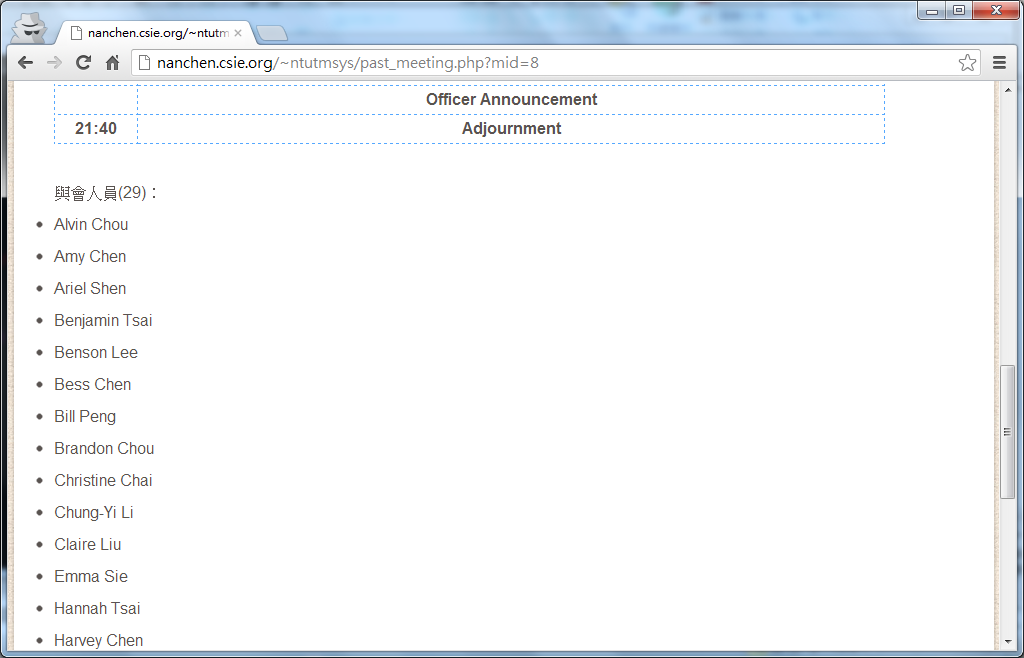 nanchen.csie.org/~ntutm
nanchen.csie.org/~ntutmsys/past_meeting.php?mid=8
Officer Announcement
21:40 Adjournment
與會人員(29)：
Alvin Chou
Amy Chen
Ariel Shen
Benjamin Tsai
Benson Lee
Bess Chen
Bill Peng
Brandon Chou
Christine Chai
Chung-Yi Li
Claire Liu
Emma Sie
Hannah Tsai
Harvey Chen